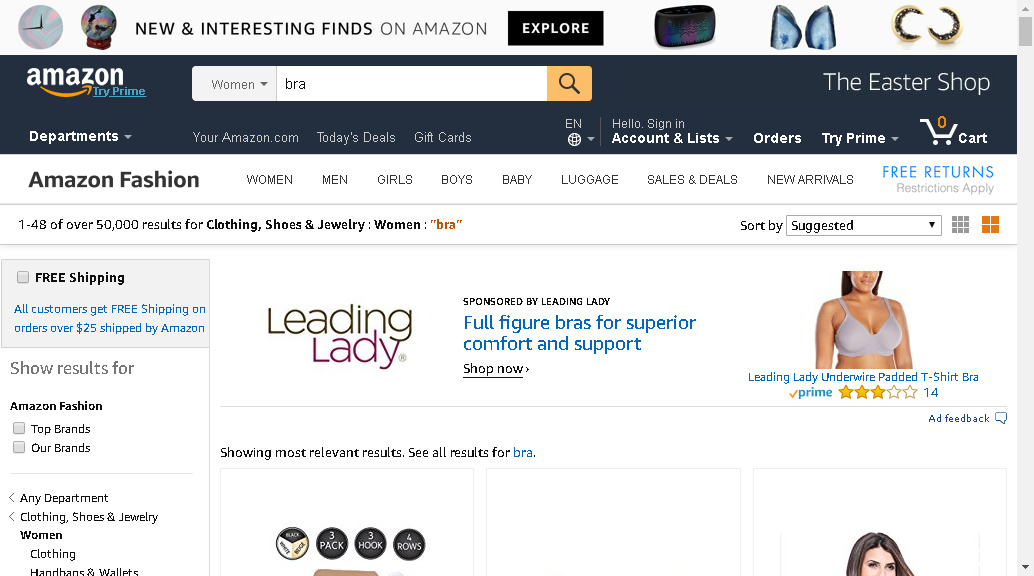 NEW & INTERESTING FINDS ON AMAZON EXPLORE
amazon
Try Prime
Women bra
The Easter Shop
Departments Your Amazon.com Today's Deals Gift Cards
EN
Hello. Sign in
Account & Lists Orders Try Prime 0 Cart
Amazon Fashion WOMEN MEN GIRLS BOYS BABY LUGGAGE SALES & DEALS NEW ARRIVALS
FREE RETURNS
Restrictions Apply
1-48 of over 50,000 results for Clothing, Shoes & Jewelry : Women : "bra"
Sort by Suggested
FREE Shipping
All customers get FREE Shipping on
orders over $25 shipped by Amazon
Show results for
Amazon Fashion
Top Brands
Our Brands
Any Department
Clothing, Shoes & Jewelry
Women
Clothing
Handbags & Wallets
Leading
Lady®
SPONSORED BY LEADING LADY
Full figure bras for superior
comfort and support
Shop now ›
Leading Lady Underwire Padded T-Shirt Bra
prime 14
Ad feedback
Showing most relevant results. See all results for bra.
BLACK WHITE BEIGE
3 PACK
3 HOOK
4 ROWS